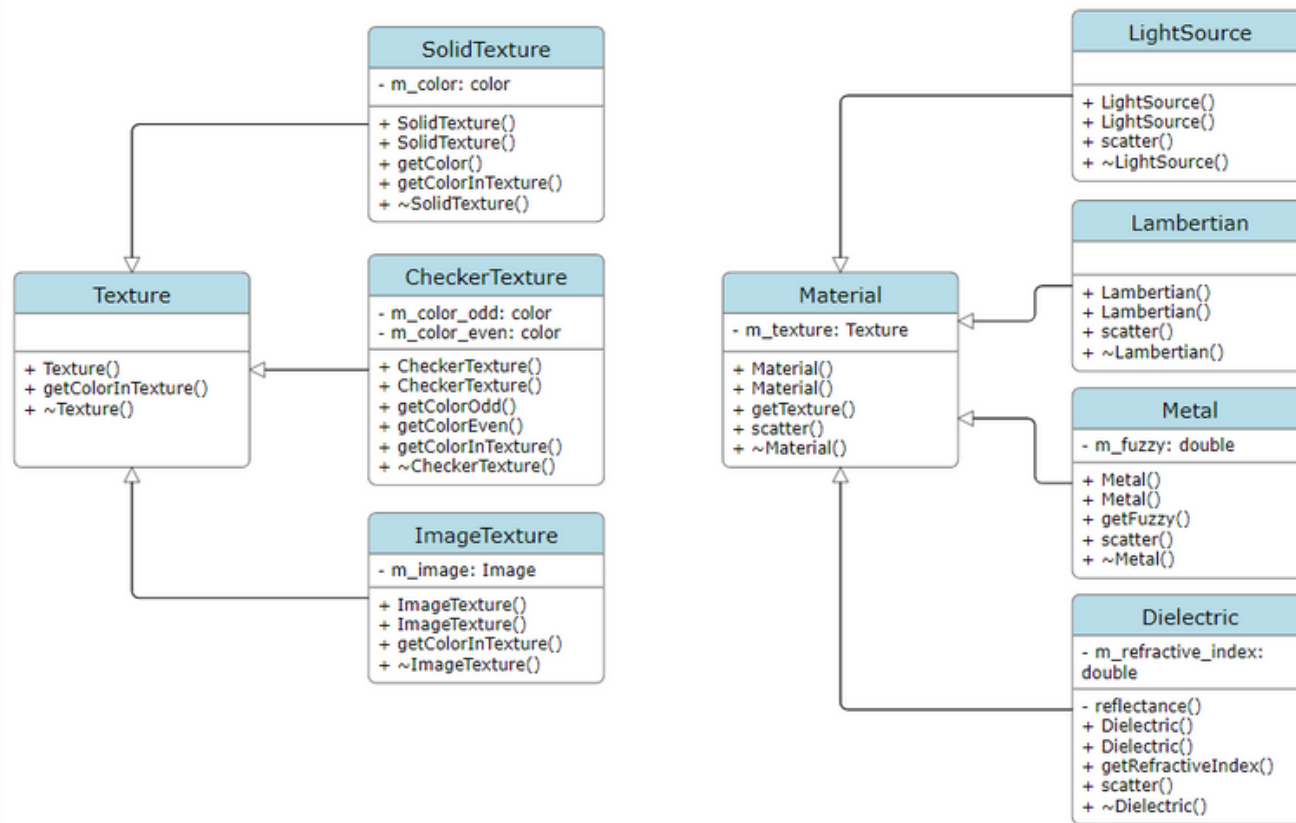 SolidTexture
- m_color: color
+ SolidTexture()
+ SolidTexture()
+ getColor()
+ getColorInTexture()
+ ~SolidTexture()
Texture
+ Texture()
+ getColorInTexture()
+ ~Texture()
CheckerTexture
- m_color_odd: color
- m_color_even: color
+ CheckerTexture()
+ CheckerTexture()
+ getColorOdd()
+ getColorEven()
+ getColorInTexture()
+ ~CheckerTexture()
ImageTexture
- m_image: Image
+ ImageTexture()
+ ImageTexture()
+ getColorInTexture()
+ ~ImageTexture()
LightSource
+ LightSource()
+ LightSource()
+ scatter()
+ ~LightSource()
Material
- m_texture: Texture
+ Material()
+ Material()
+ getTexture()
+ scatter()
+ ~Material()
Lambertian
+ Lambertian()
+ Lambertian()
+ scatter()
+ ~Lambertian()
Metal
- m_fuzzy: double
+ Metal()
+ Metal()
+ getFuzzy()
+ scatter()
+ ~Metal()
Dielectric
- m_refractive_index:
double
- reflectance()
+ Dielectric()
+ Dielectric()
+ getRefractiveIndex()
+ scatter()
+ ~Dielectric()